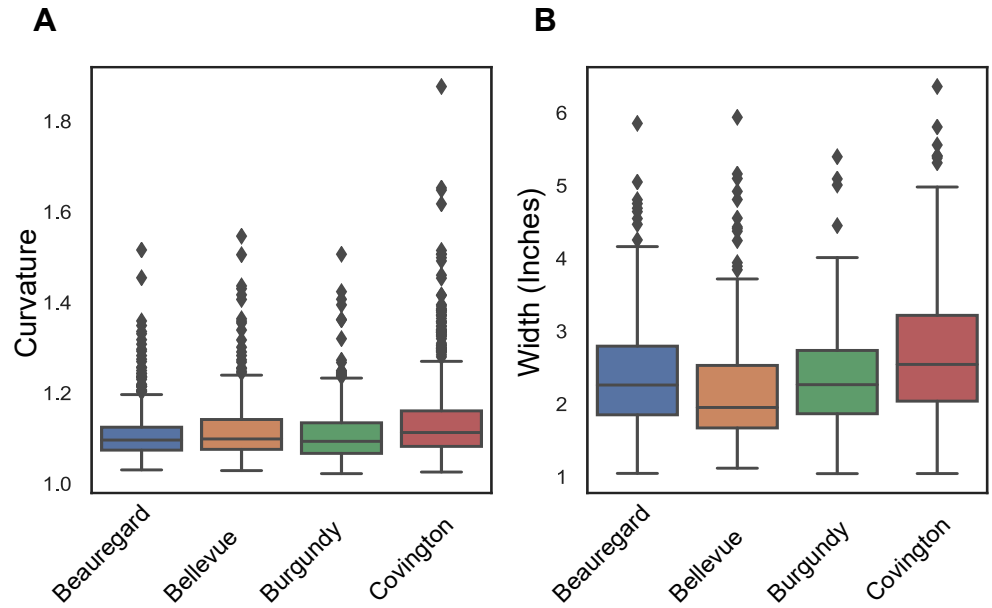 A
Curvature
1.8
1.6
1.4
1.2
1.0
Beauregard
Bellevue
Burgundy
Covington
B
Width (Inches)
6
5
4
3
2
1
Beauregard
Bellevue
Burgundy
Covington